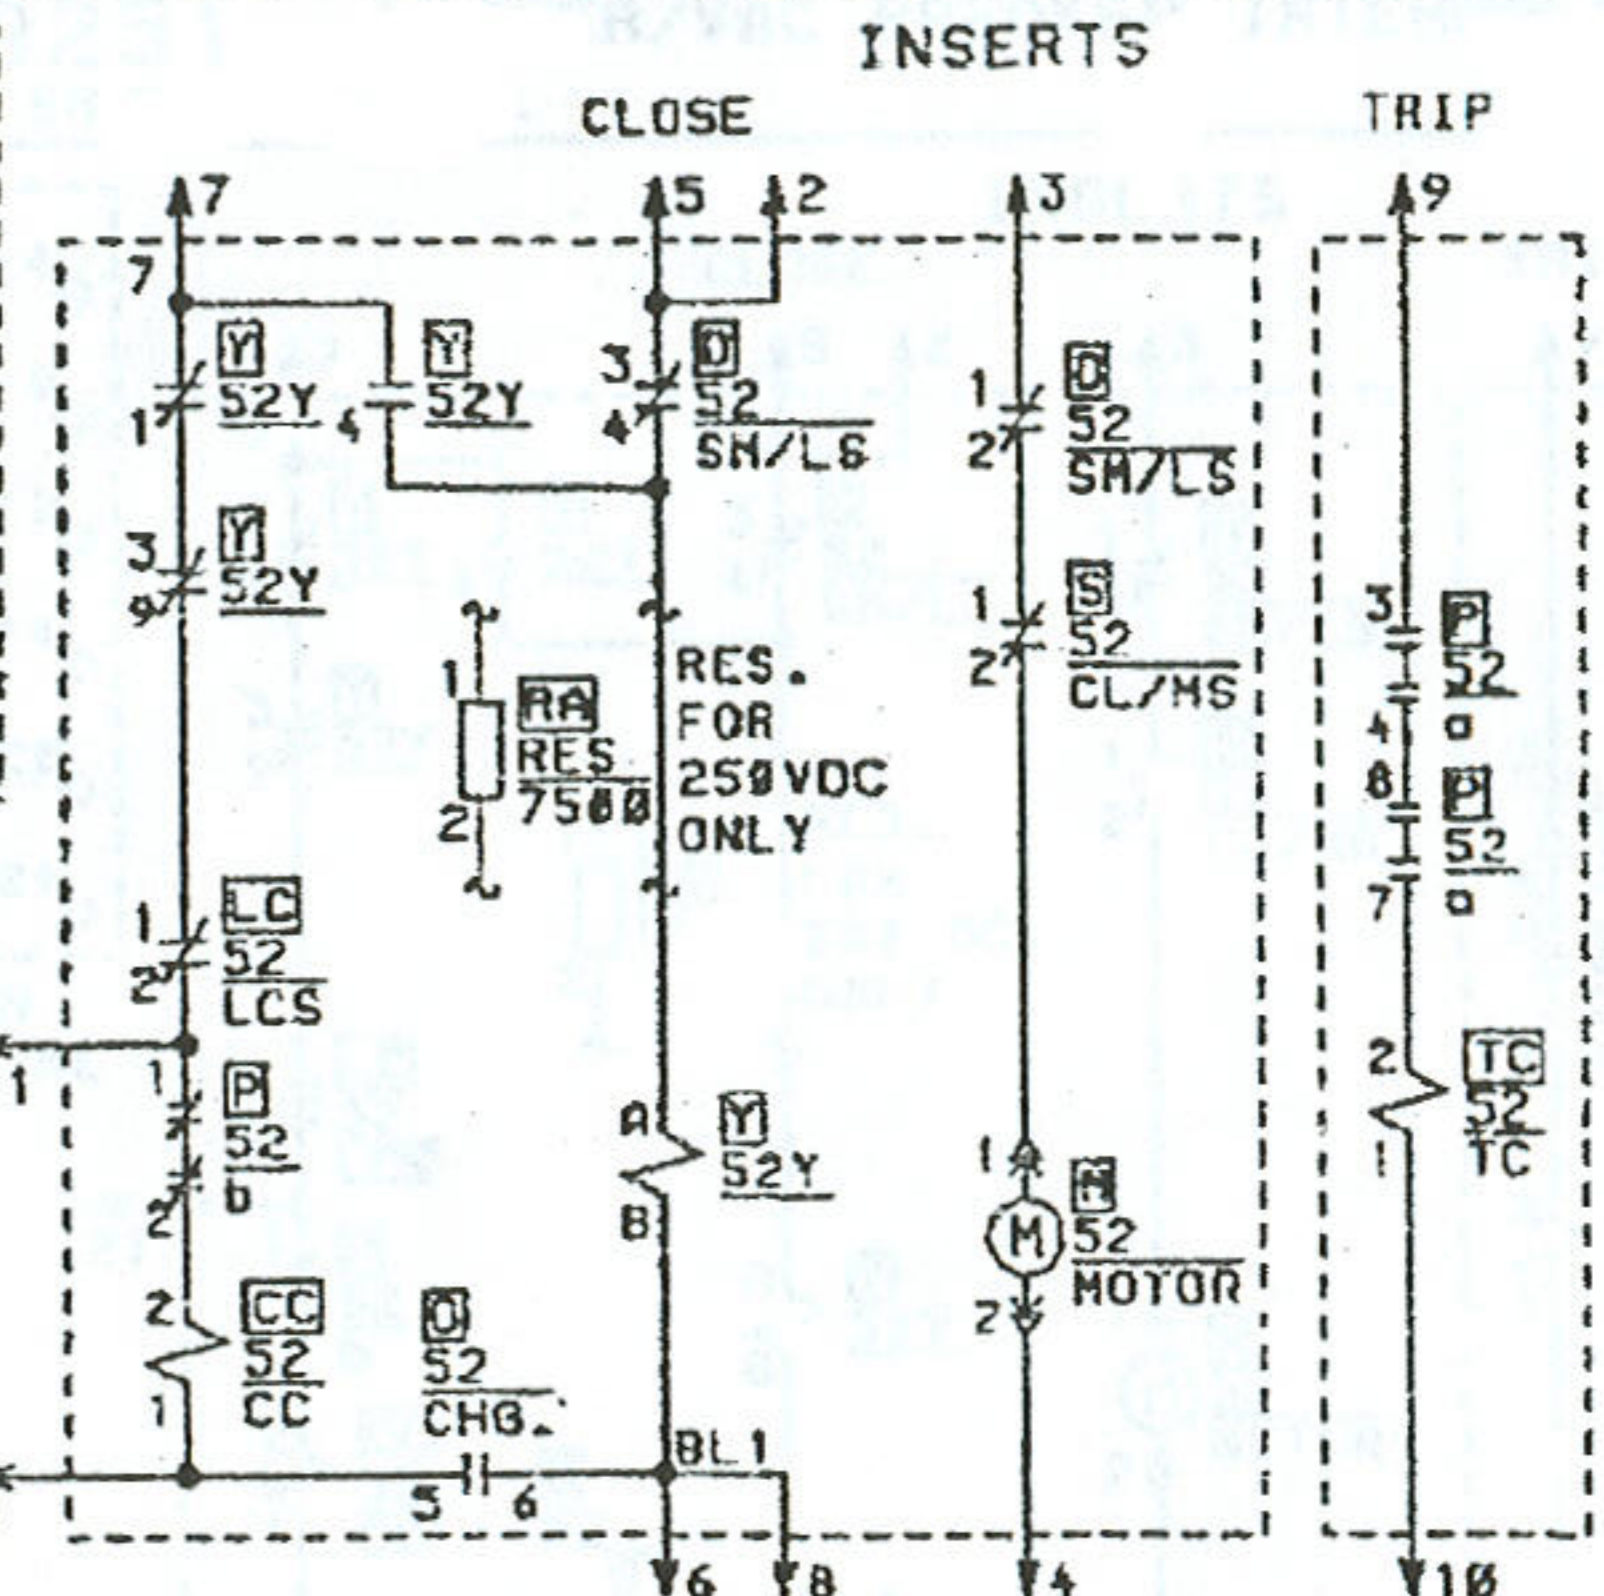 INSERTS
CLOSE
TRIP
7
5
2
3
9
7
Y
52Y
1
Y
52Y
4
3
52
4
SM/LS
1
52
2
SM/LS
3
Y
52Y
9
1
S
52
2
CL/MS
RES.
FOR
250VDC
ONLY
1
RA
RES
7500
2
3
P
52
4
a
8
P
52
7
a
1
LC
52
2
LCS
1
1
P
52
b
2
A
Y
52Y
B
1
M
M
52
MOTOR
2
2
TC
52
TC
1
2
CC
52
CC
1
52
CHG.
5
6
BL1
6
8
4
10